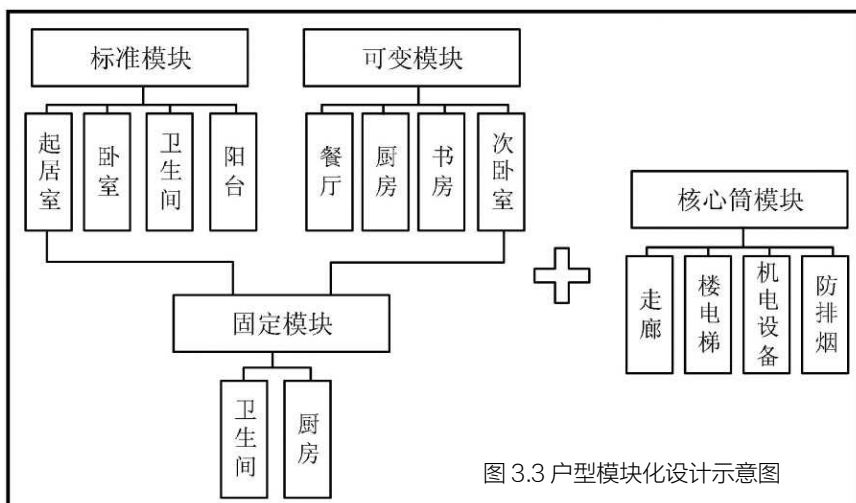 标准模块
可变模块
起居室
卧室
卫生间
阳台
餐厅
厨房
书房
次卧室
核心筒模块
走廊
楼电梯
机电设备
防排烟
固定模块
卫生间
厨房
图 3.3 户型模块化设计示意图